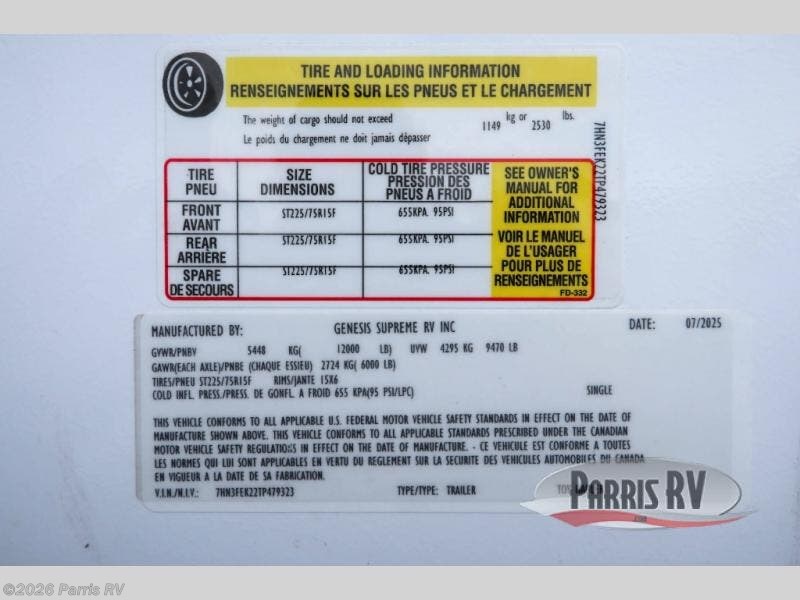 TIRE AND LOADING INFORMATION
RENSEIGNEMENTS SUR LES PNEUS ET LE CHARGEMENT
The weight of cargo should not exceed 1149 kg or 2530 lbs.
Le poids du chargement ne doit jamais dépasser
TIRE PNEU SIZE DIMENSIONS COLD TIRE PRESSURE PRESSION DES PNEUS A FROID
FRONT AVANT ST225/75R15F 655KPA. 95PSI
REAR ARRIÈRE ST225/75R15F 655KPA. 95PSI
SPARE DE SECOURS ST225/75R15F 655KPA. 95PSI
SEE OWNER'S
MANUAL FOR
ADDITIONAL
INFORMATION
VOIR LE MANUEL
DE L'USAGER
POUR PLUS DE
RENSEIGNEMENTS
FD-332
7HN3FEK22TP479323
MANUFACTURED BY: GENESIS SUPREME RV INC DATE: 07/2025
GVWR/PNBV 5448 KG( 12000 LB) UVW 4295 KG 9470 LB
GAWR(EACH AXLE)/PNBE (CHAQUE ESSIEU) 2724 KG( 6000 LB)
TIRES/PNEU ST225/75R15F RIMS/JANTE 15X6
COLD INFL. PRESS./PRESS. DE GONFL. A FROID 655 KPA(95 PSI/LPC) SINGLE
THIS VEHICLE CONFORMS TO ALL APPLICABLE U.S. FEDERAL MOTOR VEHICLE SAFETY STANDARDS IN EFFECT ON THE DATE OF
MANUFACTURE SHOWN ABOVE. THIS VEHICLE CONFORMS TO ALL APPLICABLE STANDARDS PRESCRIBED UNDER THE CANADIAN
MOTOR VEHICLE SAFETY REGULATIONS IN EFFECT ON THE DATE OF MANUFACTURE. - CE VEHICULE EST CONFORME A TOUTES
LES NORMES QUI LUI SONT APPLICABLES EN VERTU DU REGLEMENT SUR LA SECURITE DES VEHICULES AUTOMOBILES DU CANADA
EN VIGUEUR A LA DATE DE SA FABRICATION.
V.I.N./N.I.V.: 7HN3FEK22TP479323 TYPE/TYPE: TRAILER
PARRIS RV
.COM
©2026 Parris RV